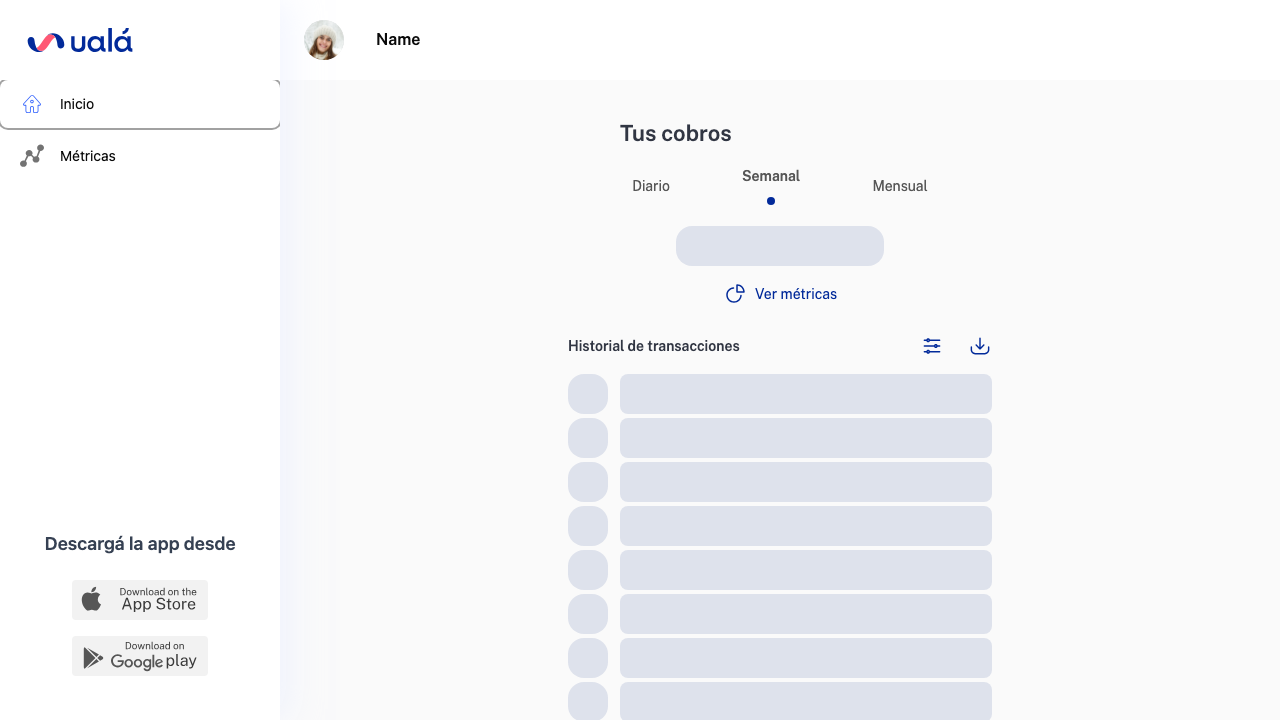 ualá
Name
Inicio
Métricas
Tus cobros
Diario
Semanal
Mensual
Ver métricas
Historial de transacciones
Descargá la app desde
Download on the
App Store
Download on
Google play